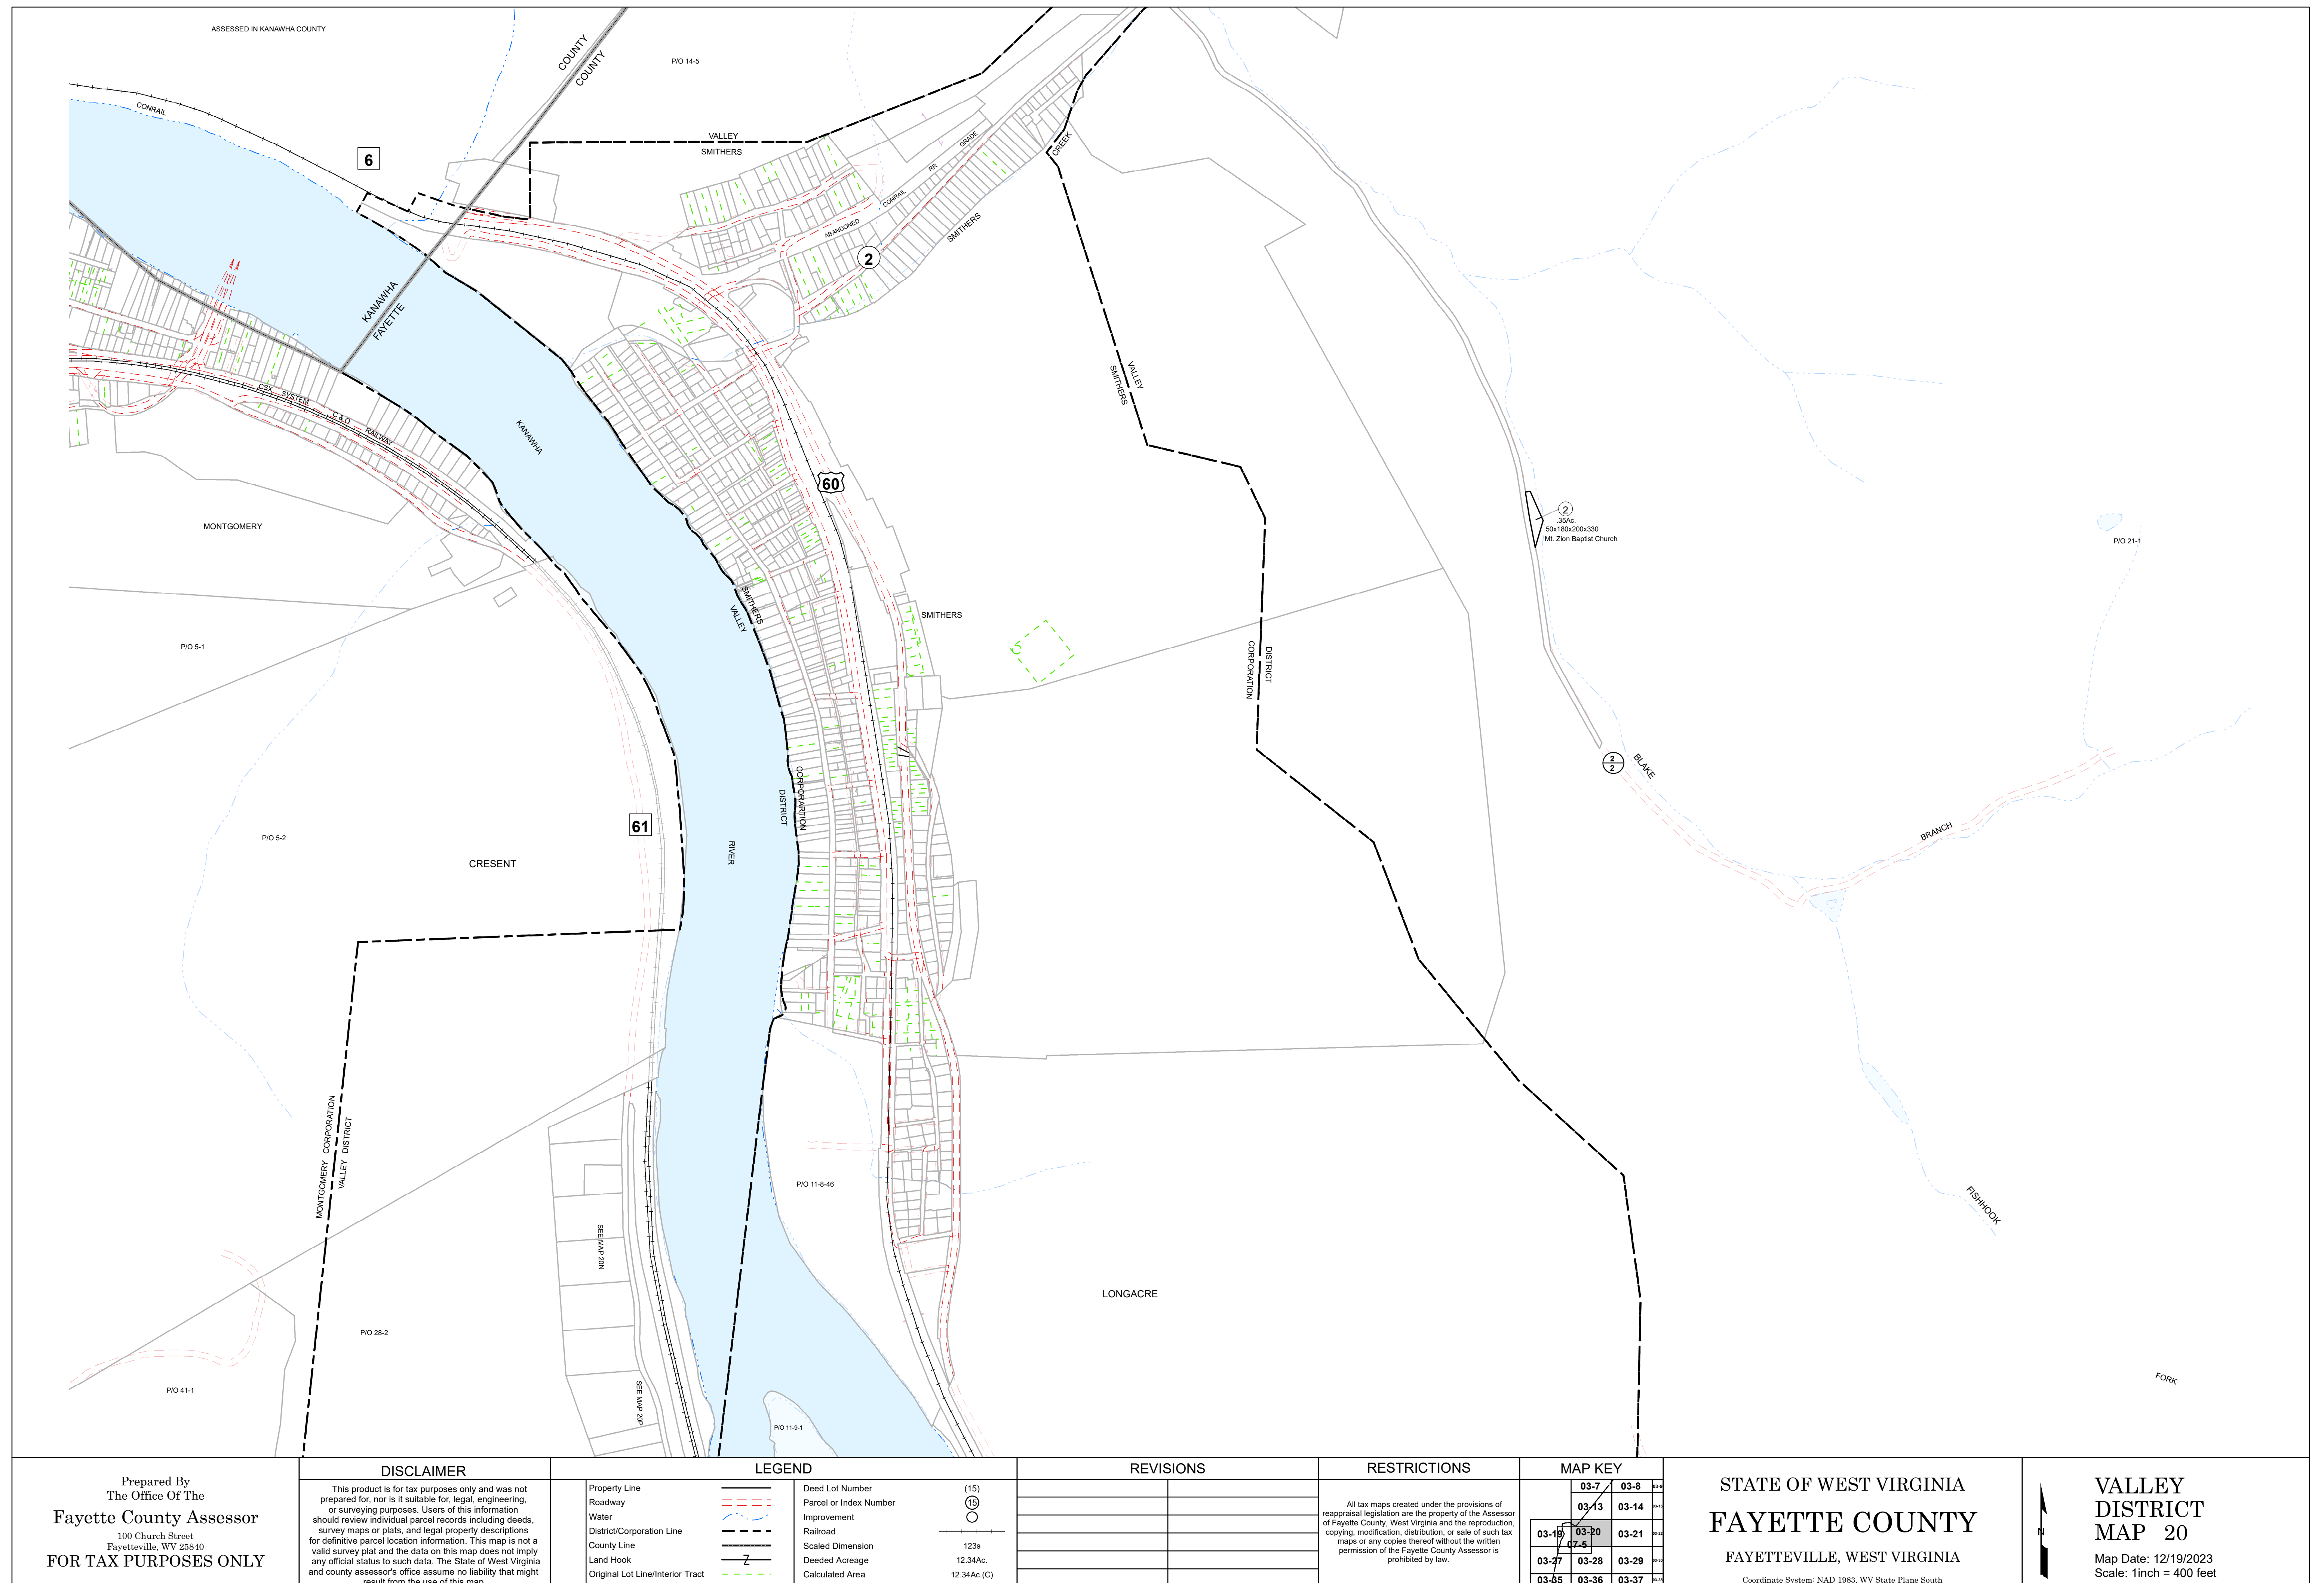 ASSESSED IN KANAWHA COUNTY
COUNTY
COUNTY
P/O 14-5
CONRAIL
VALLEY
SMITHERS
6
CREEK
GRADE
RR
CONRAIL
ABANDONED
SMITHERS
2
KANAWHA
FAYETTE
VALLEY
SMITHERS
CSX
SYSTEM
C & O
RAILWAY
KANAWHA
60
MONTGOMERY
2
.35Ac.
50x180x200x330
Mt. Zion Baptist Church
P/O 21-1
SMITHERS
VALLEY
SMITHERS
P/O 5-1
DISTRICT
CORPORATION
2
2
BLAKE
CORPORARTION
DISTRICT
61
RIVER
P/O 5-2
CRESENT
BRANCH
MONTGOMERY CORPORATION
VALLEY DISTRICT
P/O 11-8-46
FISHHOOK
SEE MAP 20N
LONGACRE
P/O 28-2
FORK
P/O 41-1
SEE MAP 20P
P/O 11-9-1
Prepared By
The Office Of The
Fayette County Assessor
100 Church Street
Fayetteville, WV 25840
FOR TAX PURPOSES ONLY
DISCLAIMER
This product is for tax purposes only and was not
prepared for, nor is it suitable for, legal, engineering,
or surveying purposes. Users of this information
should review individual parcel records including deeds,
survey maps or plats, and legal property descriptions
for definitive parcel location information. This map is not a
valid survey plat and the data on this map does not imply
any official status to such data. The State of West Virginia
and county assessor's office assume no liability that might
result from the use of this map.
LEGEND
Property Line
Roadway
Water
District/Corporation Line
County Line
Land Hook
Z
Original Lot Line/Interior Tract
Deed Lot Number (15)
Parcel or Index Number 15
Improvement
Railroad
Scaled Dimension 123s
Deeded Acreage 12.34Ac.
Calculated Area 12.34Ac.(C)
REVISIONS
RESTRICTIONS
All tax maps created under the provisions of
reappraisal legislation are the property of the Assessor
of Fayette County, West Virginia and the reproduction,
copying, modification, distribution, or sale of such tax
maps or any copies thereof without the written
permission of the Fayette County Assessor is
prohibited by law.
MAP KEY
03-7 03-8
03-13 03-14
03-19 03-20 03-21
07-5
03-27 03-28 03-29
03-35 03-36 03-37
STATE OF WEST VIRGINIA
FAYETTE COUNTY
FAYETTEVILLE, WEST VIRGINIA
Coordinate System: NAD 1983, WV State Plane South
N
VALLEY
DISTRICT
MAP 20
Map Date: 12/19/2023
Scale: 1inch = 400 feet